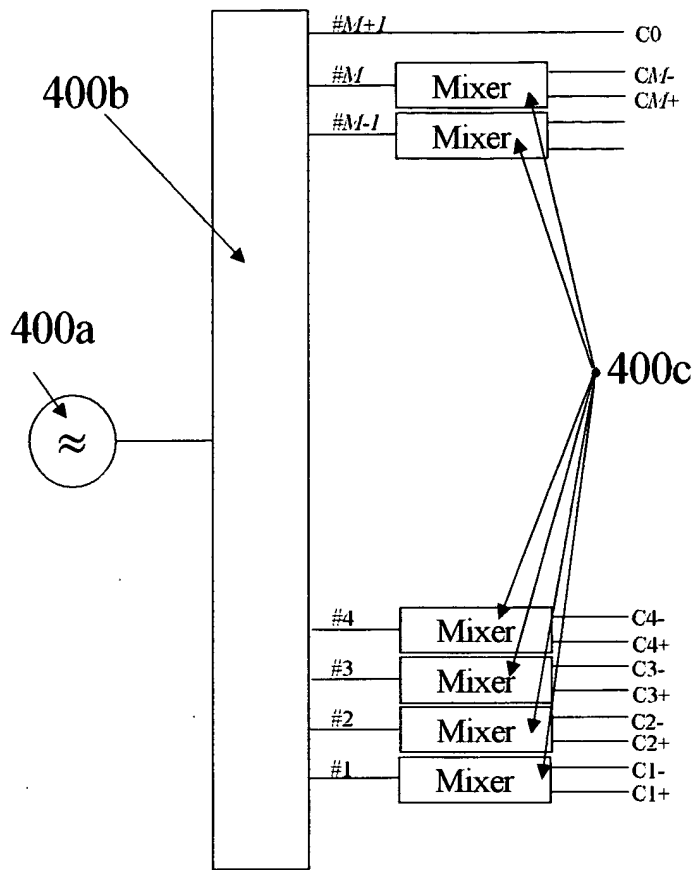 #M+1 C0
#M Mixer CM-
CM+
#M-1 Mixer
400b
400a
≈
400c
#4 Mixer C4-
C4+
#3 Mixer C3-
C3+
#2 Mixer C2-
C2+
#1 Mixer C1-
C1+